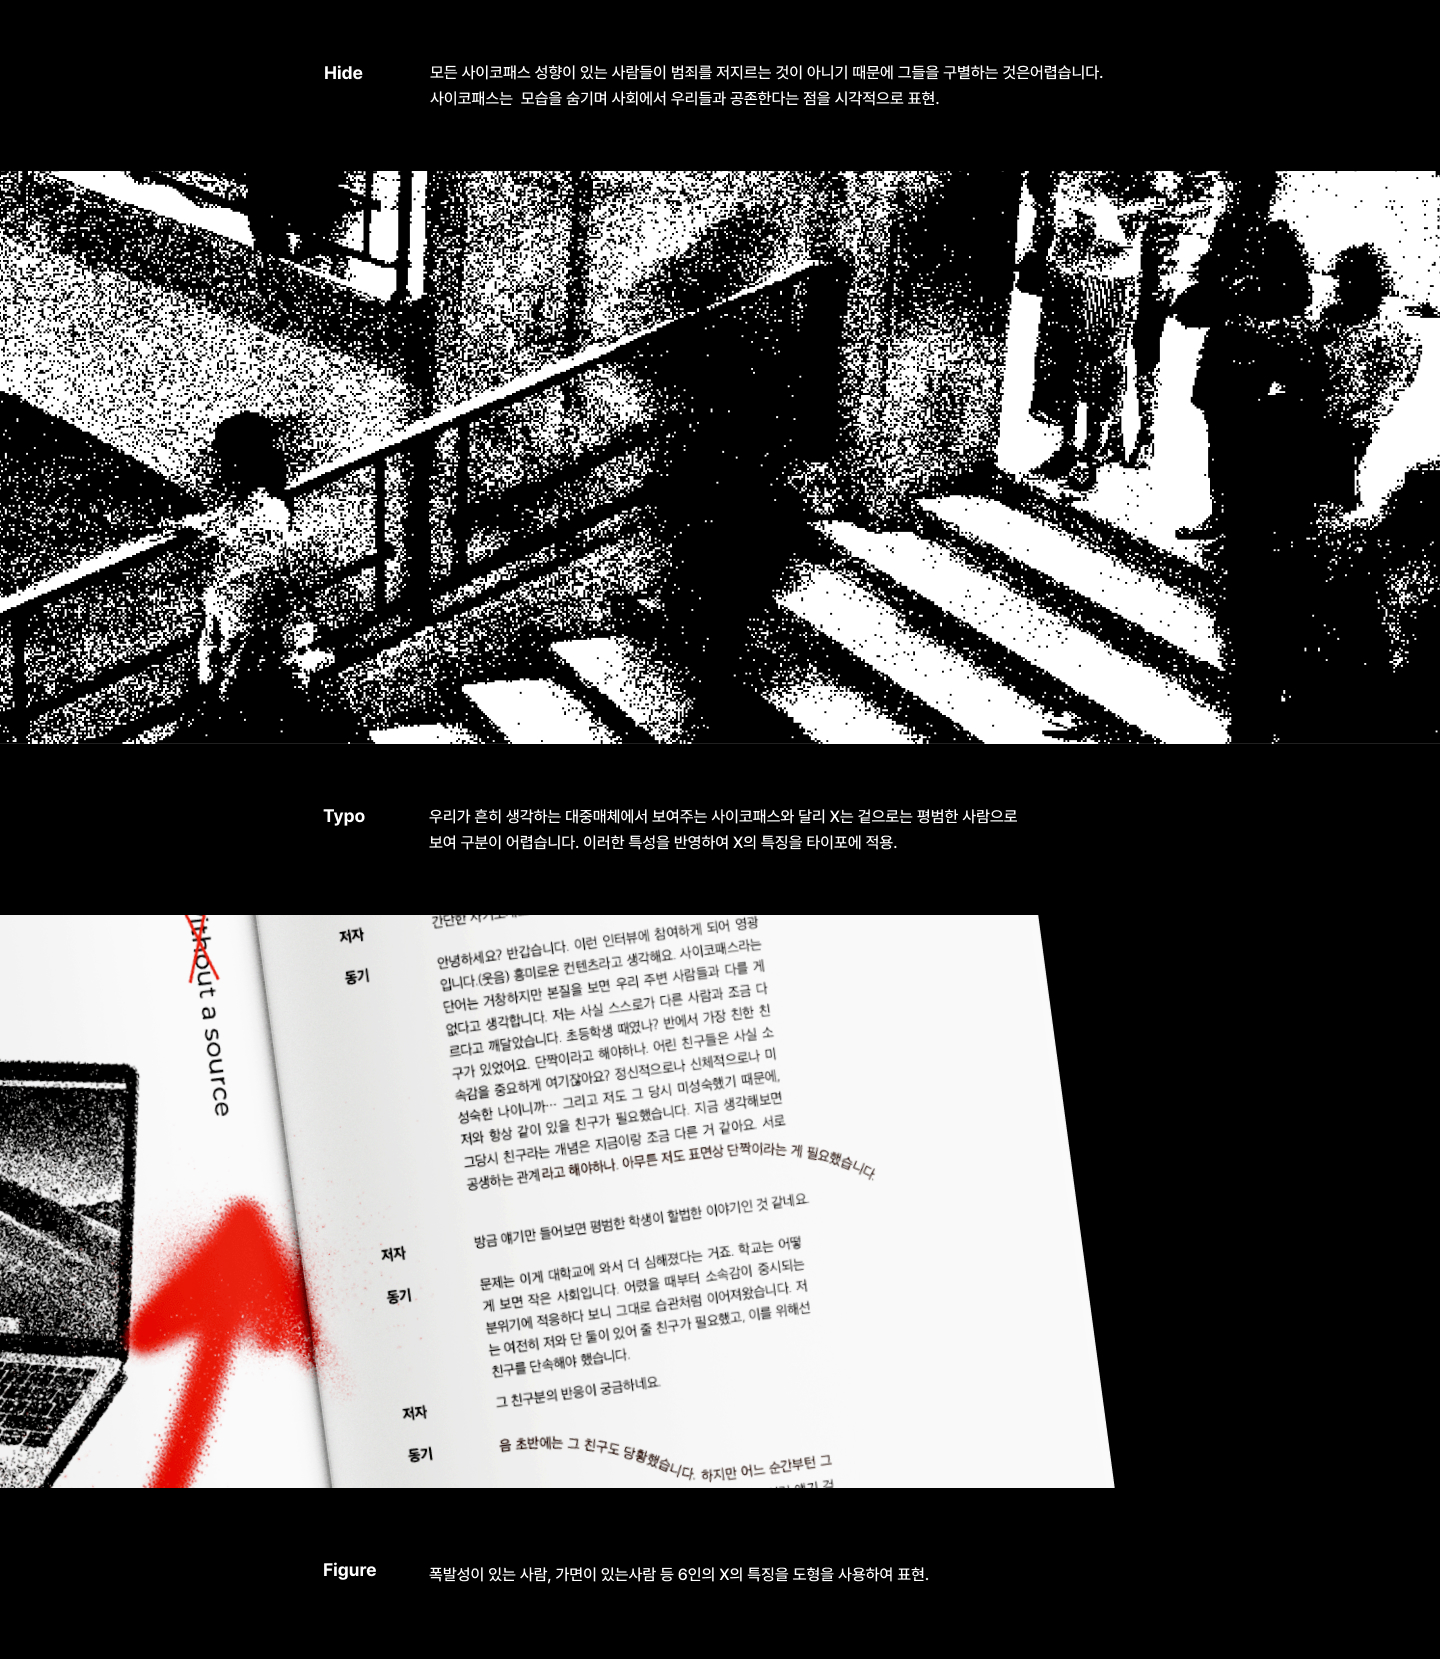 Hide
모든 사이코패스 성향이 있는 사람들이 범죄를 저지르는 것이 아니기 때문에 그들을 구별하는 것은어렵습니다.
사이코패스는 모습을 숨기며 사회에서 우리들과 공존한다는 점을 시각적으로 표현.
Typo
우리가 흔히 생각하는 대중매체에서 보여주는 사이코패스와 달리 X는 겉으로는 평범한 사람으로
보여 구분이 어렵습니다. 이러한 특성을 반영하여 X의 특징을 타이포에 적용.
ithout a source
간단한
저자
동기
안녕하세요? 반갑습니다. 이런 인터뷰에 참여하게 되어 영광
입니다.(웃음) 흥미로운 컨텐츠라고 생각해요. 사이코패스라는
단어는 거창하지만 본질을 보면 우리 주변 사람들과 다를 게
없다고 생각합니다. 저는 사실 스스로가 다른 사람과 조금 다
르다고 깨달았습니다. 초등학생 때였나? 반에서 가장 친한 친
구가 있었어요. 단짝이라고 해야하나. 어린 친구들은 사실 소
속감을 중요하게 여기잖아요? 정신적으로나 신체적으로나 미
성숙한 나이니까… 그리고 저도 그 당시 미성숙했기 때문에,
저와 항상 같이 있을 친구가 필요했습니다. 지금 생각해보면
그당시 친구라는 개념은 지금이랑 조금 다른 거 같아요. 서로
공생하는 관계라고 해야하나. 아무튼 저도 표면상 단짝이라는 게 필요했습니다.
저자
방금 얘기만 들어보면 평범한 학생이 할법한 이야기인 것 같네요.
동기
문제는 이게 대학교에 와서 더 심해졌다는 거죠. 학교는 어떻
게 보면 작은 사회입니다. 어렸을 때부터 소속감이 중시되는
분위기에 적응하다 보니 그대로 습관처럼 이어져왔습니다. 저
는 여전히 저와 단 둘이 있어 줄 친구가 필요했고, 이를 위해선
친구를 단속해야 했습니다.
저자
그 친구분의 반응이 궁금하네요.
동기
음 초반에는 그 친구도 당황했습니다. 하지만 어느 순간부턴 그
Figure
폭발성이 있는 사람, 가면이 있는사람 등 6인의 X의 특징을 도형을 사용하여 표현.